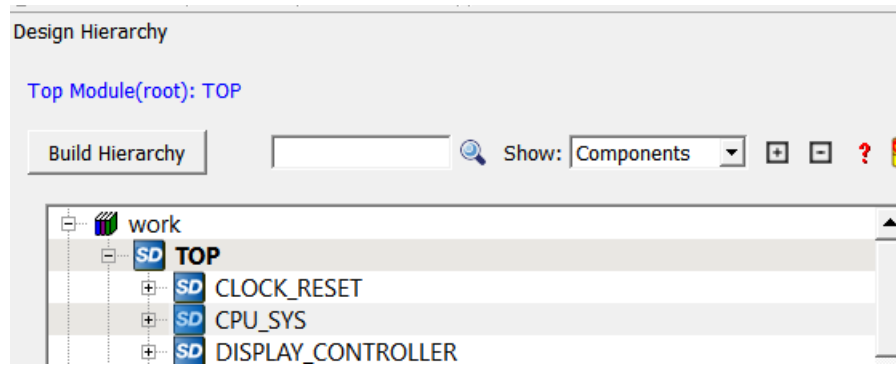 Design Hierarchy
Top Module(root): TOP
Build Hierarchy Show: Components ?
work
SD TOP
SD CLOCK_RESET
SD CPU_SYS
SD DISPLAY_CONTROLLER